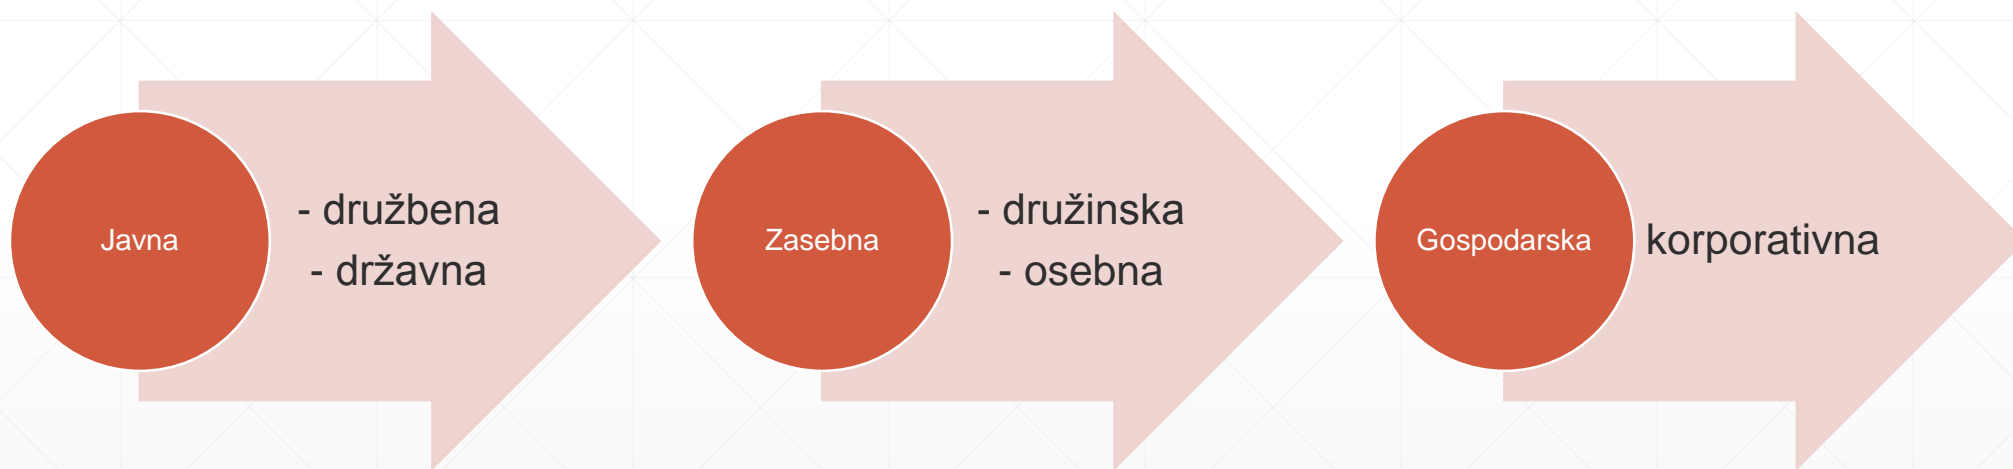 Javna
- družbena
- državna
Zasebna
- družinska
- osebna
Gospodarska
korporativna